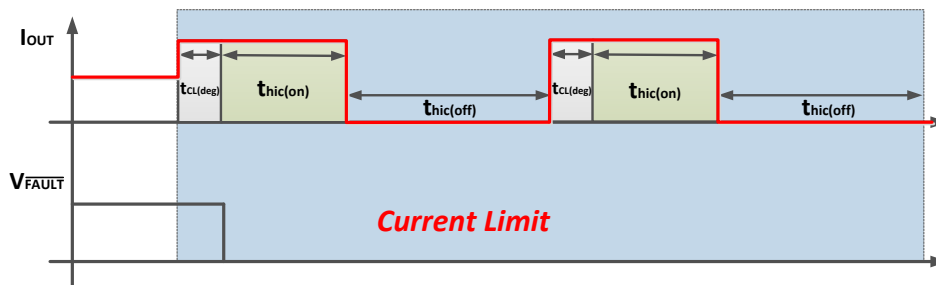 IOUT
tCL(deg)
thic(on)
thic(off)
tCL(deg)
thic(on)
thic(off)
VFAULT
Current Limit